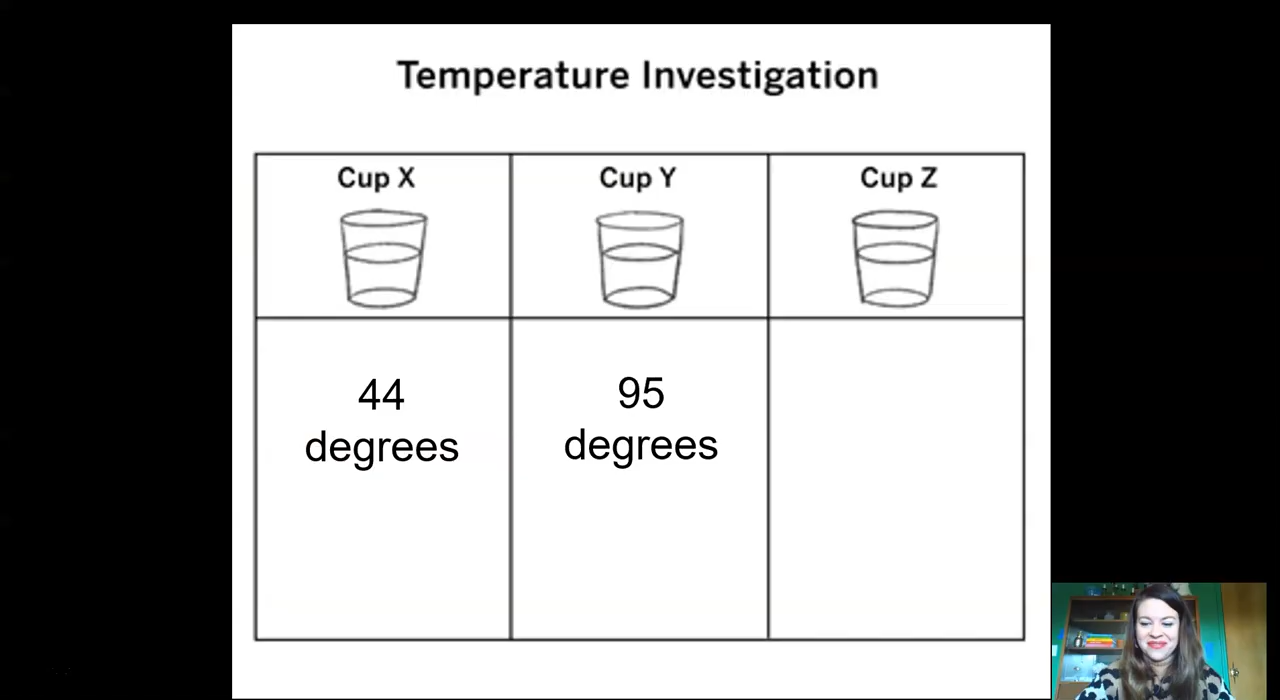 Temperature Investigation
Cup X
Cup Y
Cup Z
44
degrees
95
degrees